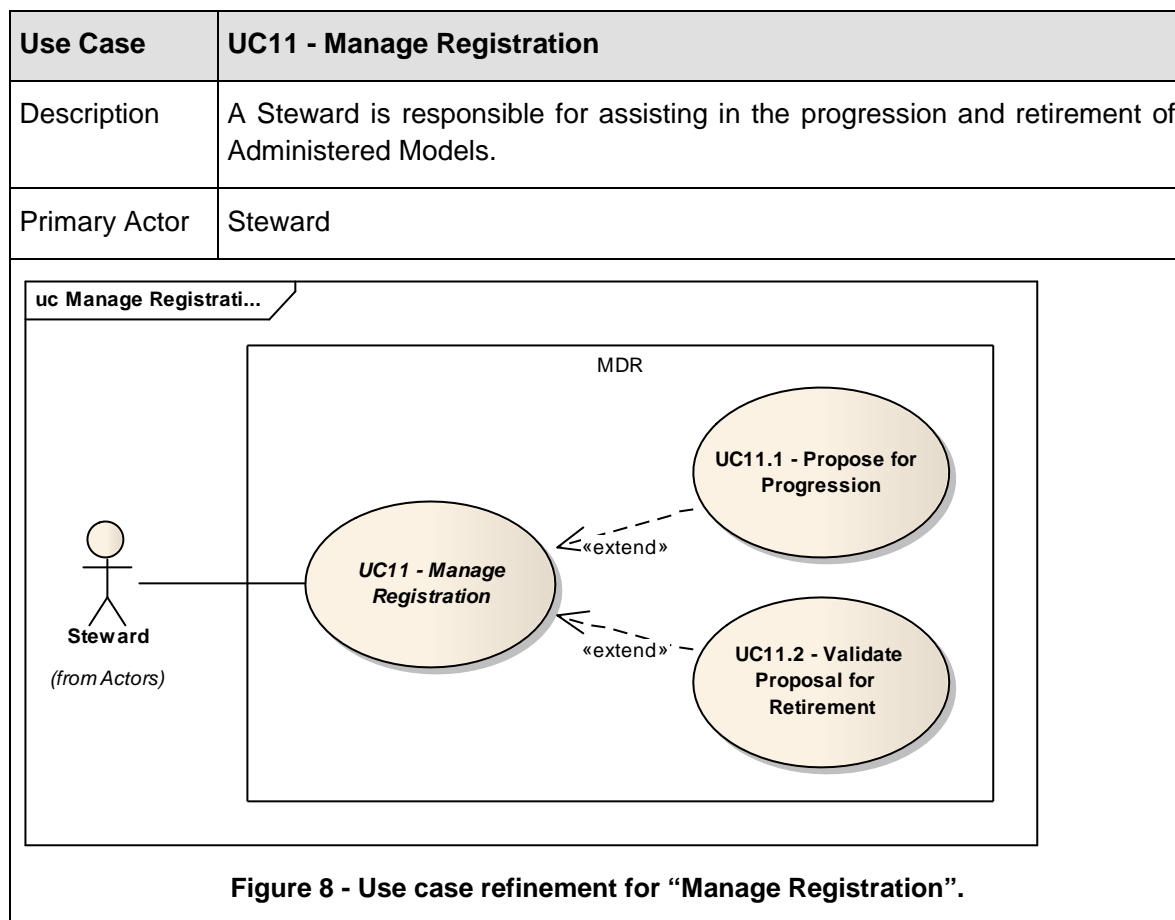 Use Case
UC11 - Manage Registration
Description
A Steward is responsible for assisting in the progression and retirement of
Administered Models.
Primary Actor
Steward
uc Manage Registrati...
MDR
UC11.1 - Propose for
Progression
«extend»
UC11 - Manage
Registration
Steward
(from Actors)
«extend»
UC11.2 - Validate
Proposal for
Retirement
Figure 8 - Use case refinement for “Manage Registration”.